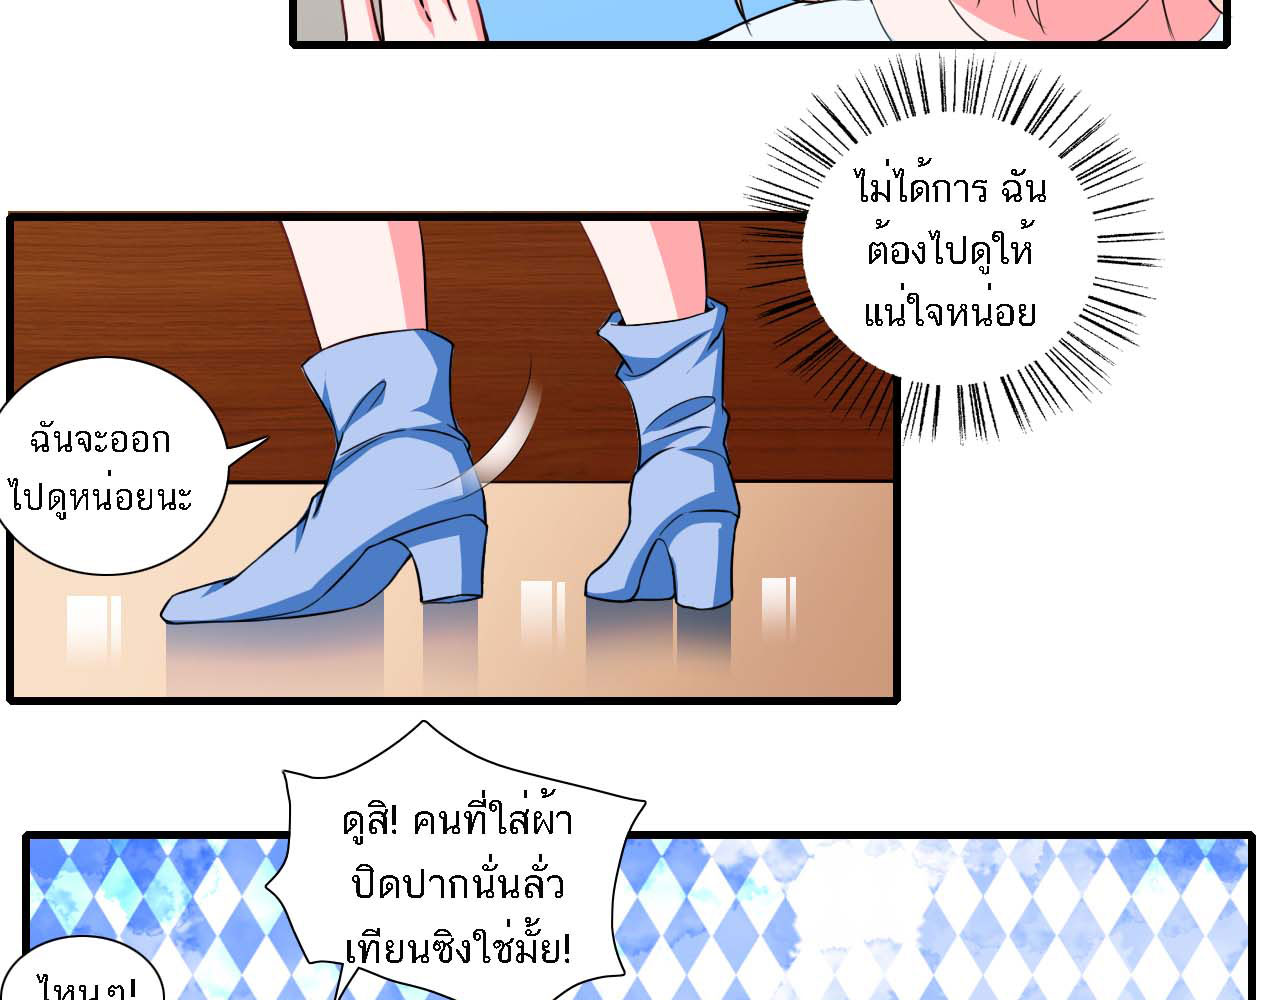 ไม่ได้การ ฉัน
ต้องไปดูให้
แน่ใจหน่อย
ฉันจะออก
ไปดูหน่อยนะ
ดูสิ! คนที่ใส่ผ้า
ปิดปากนั่นลั่ว
เทียนซิงใช่มั้ย!
ไหนๆ!